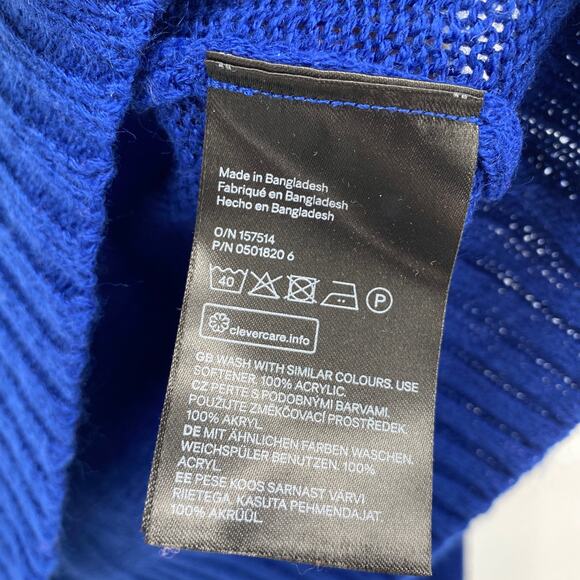 Made in Bangladesh
Fabriqué en Bangladesh
Hecho en Bangladesh
O/N 157514
P/N 0501820 6
40 P
clevercare.info
GB WASH WITH SIMILAR COLOURS. USE
SOFTENER. 100% ACRYLIC.
CZ PEŘTE S PODOBNÝMI BARVAMI.
POUŽIJTE ZMĚKČOVACÍ PROSTŘEDEK.
100% AKRYL.
DE MIT ÄHNLICHEN FARBEN WASCHEN.
WEICHSPÜLER BENUTZEN. 100%
ACRYL.
EE PESE KOOS SARNAST VÄRVI
RIIETEGA. KASUTA PEHMENDAJAT.
100% AKRÜÜL.